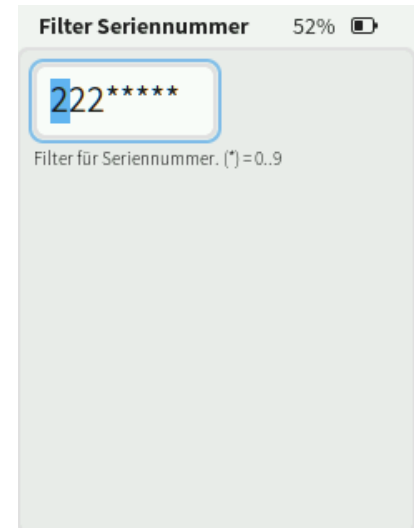 Filter Seriennummer 52%
222*****
Filter für Seriennummer. (*) = 0..9